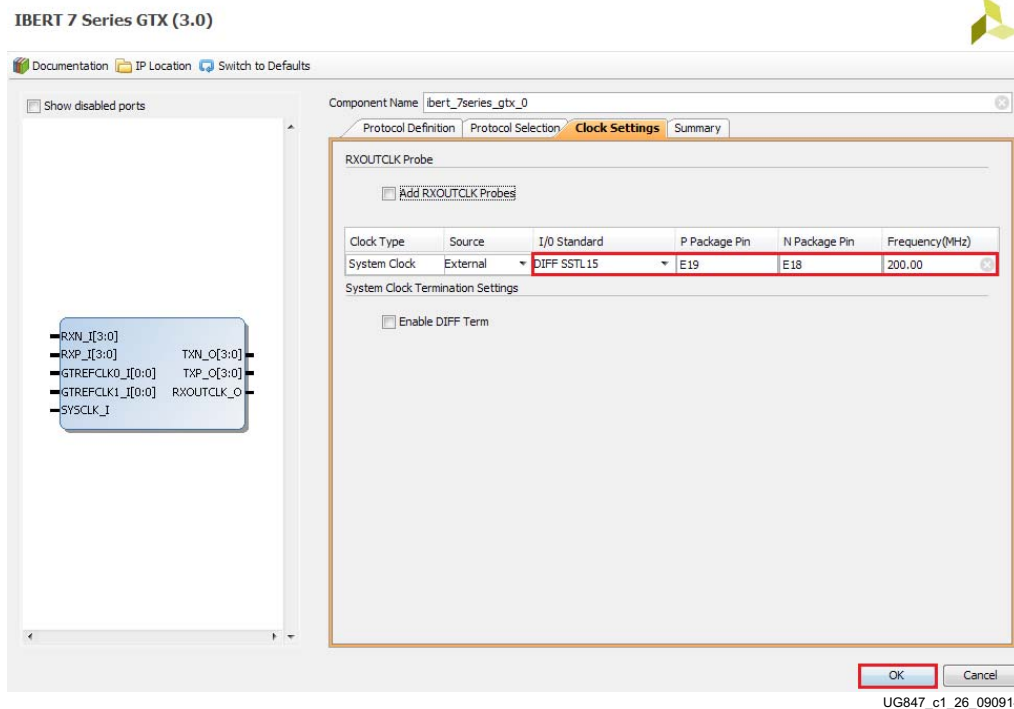 IBERT 7 Series GTX (3.0)
Documentation IP Location Switch to Defaults
Show disabled ports
Component Name ibert_7series_gtx_0
Protocol Definition Protocol Selection Clock Settings Summary
RXOUTCLK Probe
Add RXOUTCLK Probes
Clock Type Source I/0 Standard P Package Pin N Package Pin Frequency(MHz)
System Clock External DIFF SSTL15 E19 E18 200.00
System Clock Termination Settings
Enable DIFF Term
RXN_I[3:0]
RXP_I[3:0] TXN_O[3:0]
GTREFCLK0_I[0:0] TXP_O[3:0]
GTREFCLK1_I[0:0] RXOUTCLK_O
SYSCLK_I
OK Cancel
UG847_c1_26_09091